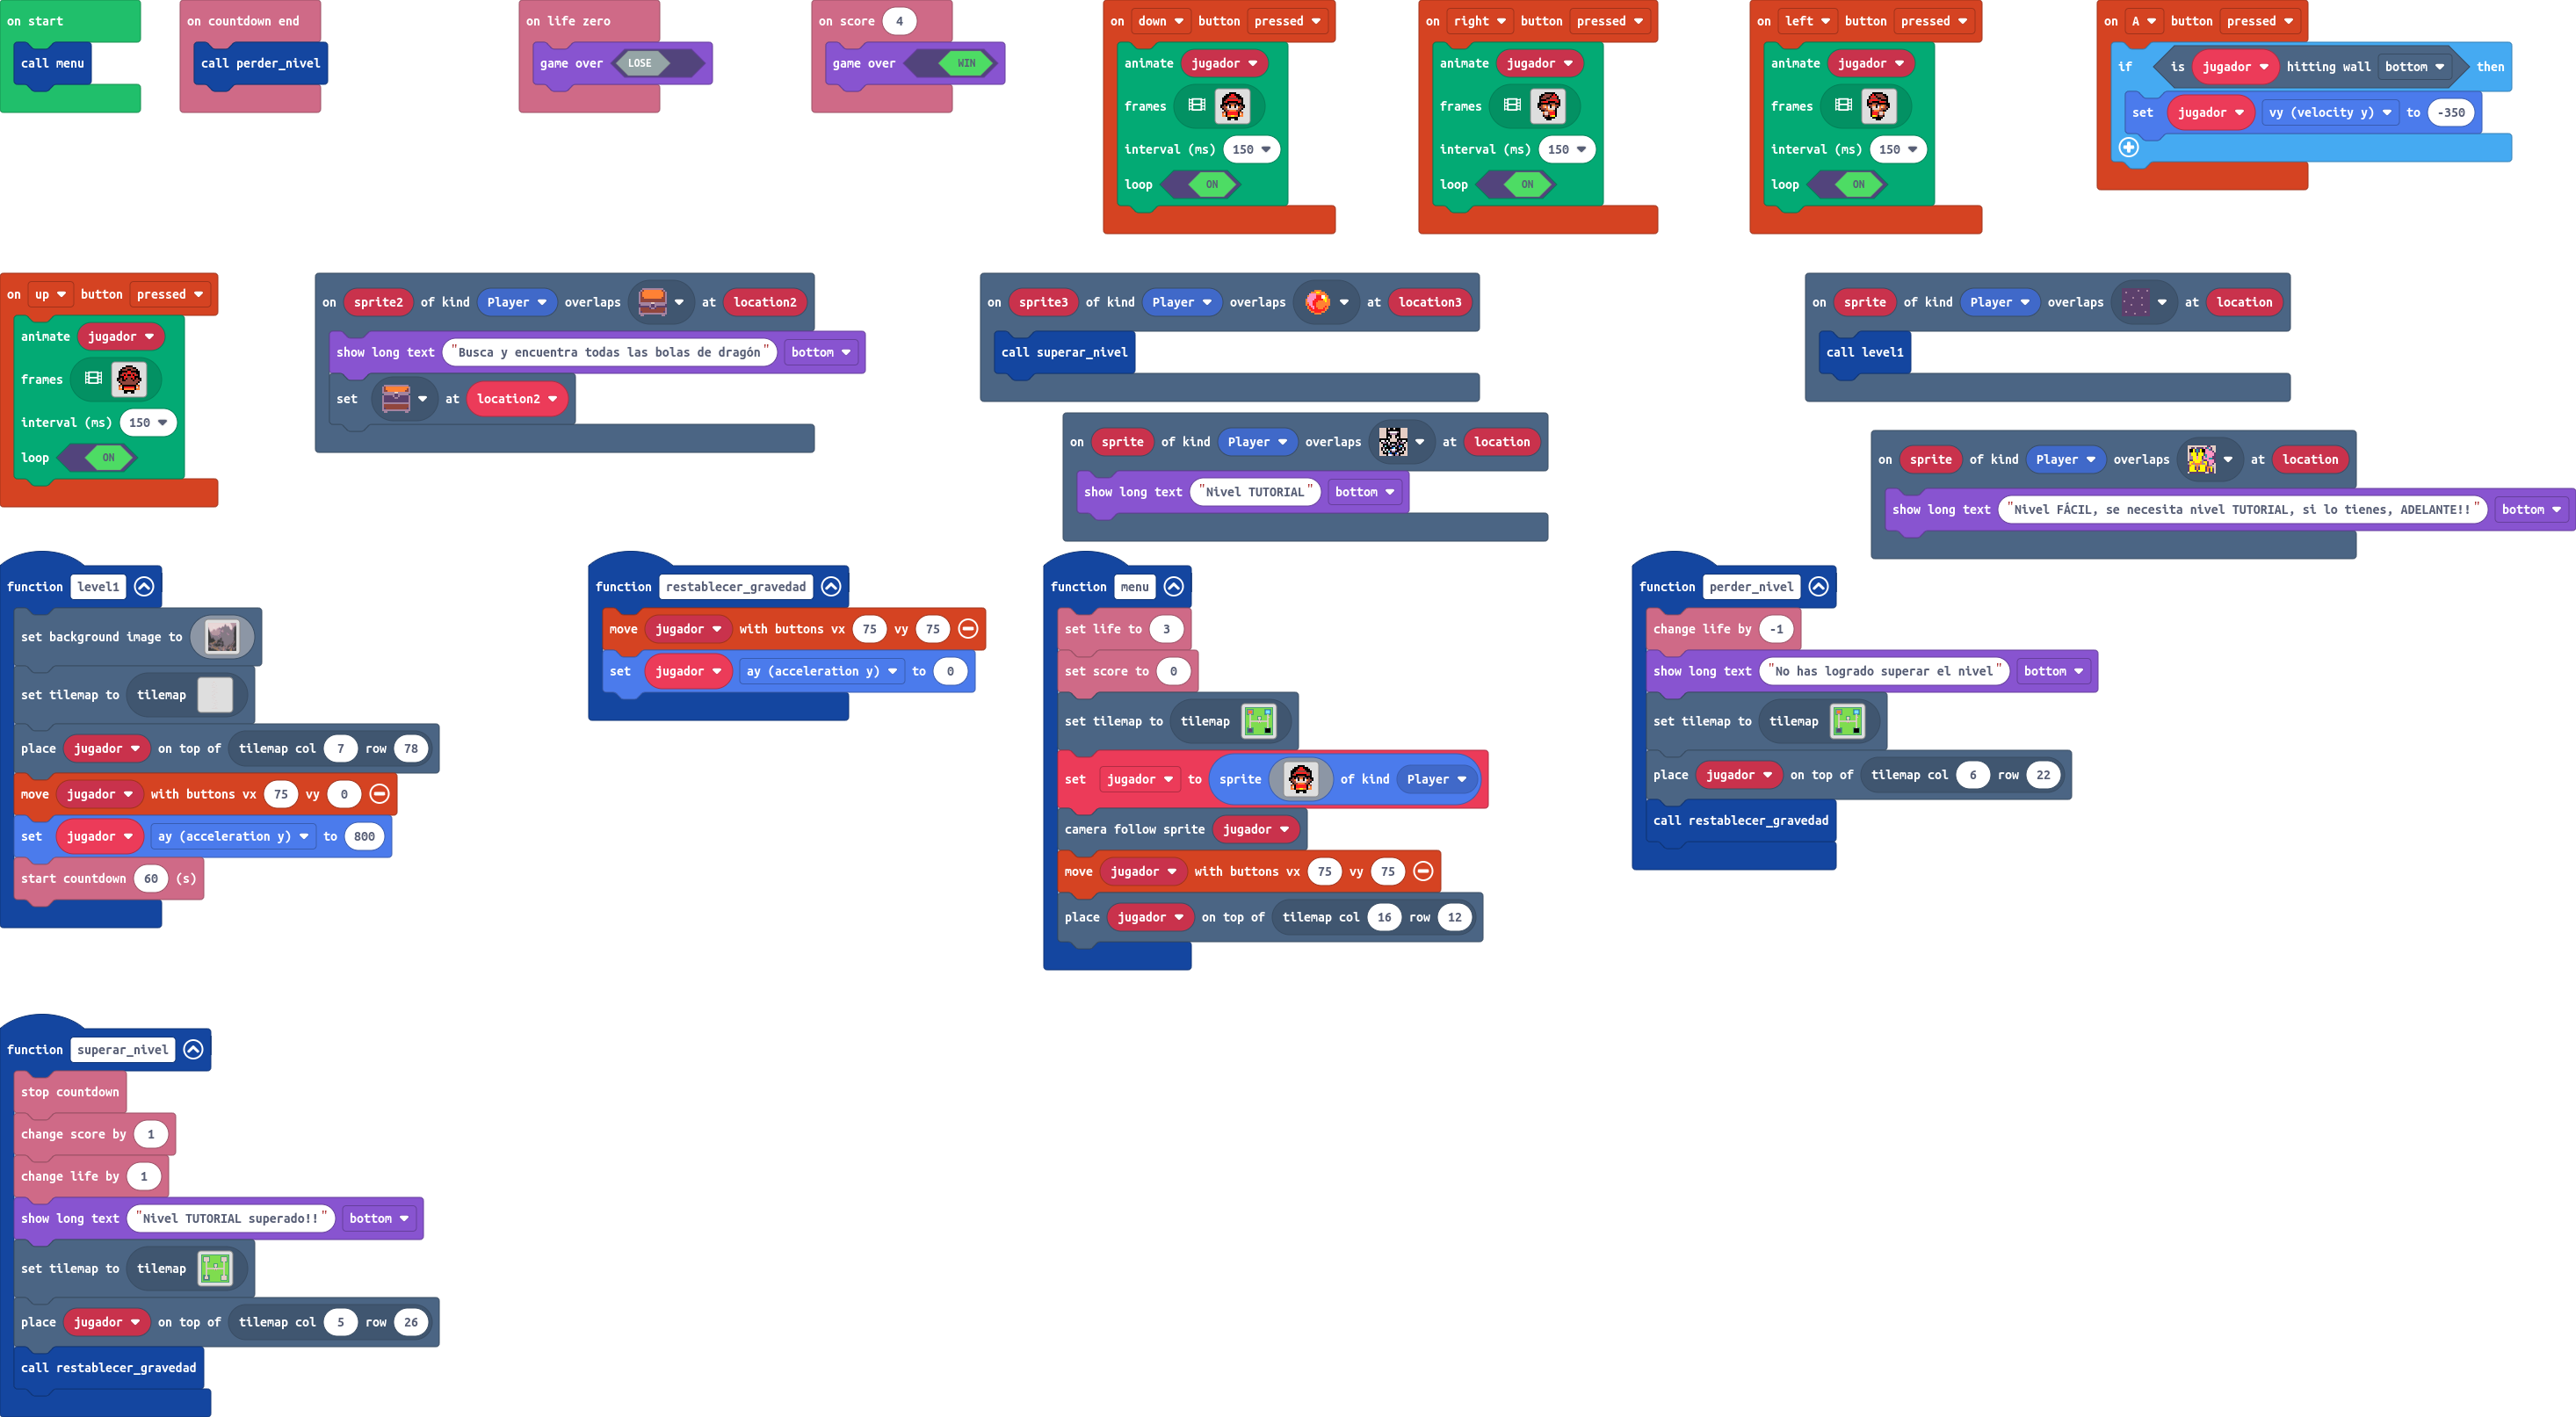 on start
call menu
on countdown end
call perder_nivel
on life zero
game over LOSE
on score 4
game over WIN
on down button pressed
animate jugador
frames
interval (ms) 150
loop ON
on right button pressed
animate jugador
frames
interval (ms) 150
loop ON
on left button pressed
animate jugador
frames
interval (ms) 150
loop ON
on A button pressed
if is jugador hitting wall bottom then
set jugador vy (velocity y) to -350
on up button pressed
animate jugador
frames
interval (ms) 150
loop ON
on sprite2 of kind Player overlaps at location2
show long text "Busca y encuentra todas las bolas de dragón" bottom
set at location2
on sprite3 of kind Player overlaps at location3
call superar_nivel
on sprite of kind Player overlaps at location
call level1
on sprite of kind Player overlaps at location
show long text "Nivel TUTORIAL" bottom
on sprite of kind Player overlaps at location
show long text "Nivel FÁCIL, se necesita nivel TUTORIAL, si lo tienes, ADELANTE!!" bottom
function level1
set background image to
set tilemap to tilemap
place jugador on top of tilemap col 7 row 78
move jugador with buttons vx 75 vy 0
set jugador ay (acceleration y) to 800
start countdown 60 (s)
function restablecer_gravedad
move jugador with buttons vx 75 vy 75
set jugador ay (acceleration y) to 0
function menu
set life to 3
set score to 0
set tilemap to tilemap
set jugador to sprite of kind Player
camera follow sprite jugador
move jugador with buttons vx 75 vy 75
place jugador on top of tilemap col 16 row 12
function perder_nivel
change life by -1
show long text "No has logrado superar el nivel" bottom
set tilemap to tilemap
place jugador on top of tilemap col 6 row 22
call restablecer_gravedad
function superar_nivel
stop countdown
change score by 1
change life by 1
show long text "Nivel TUTORIAL superado!!" bottom
set tilemap to tilemap
place jugador on top of tilemap col 5 row 26
call restablecer_gravedad